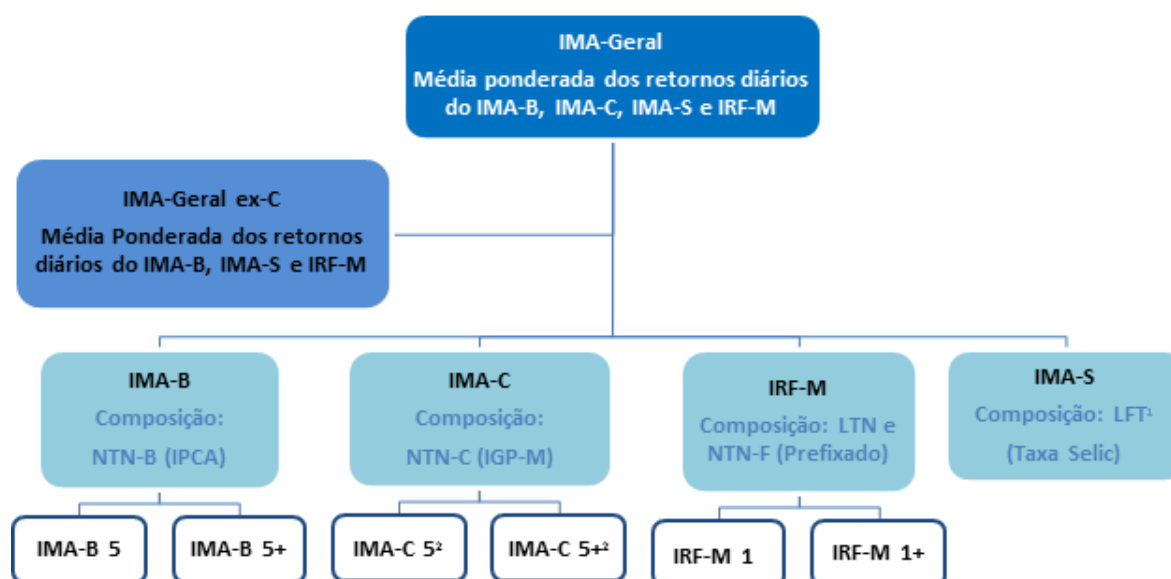 IMA-Geral
Média ponderada dos retornos diários
do IMA-B, IMA-C, IMA-S e IRF-M
IMA-Geral ex-C
Média Ponderada dos retornos
diários do IMA-B, IMA-S e IRF-M
IMA-B
Composição:
NTN-B (IPCA)
IMA-C
Composição:
NTN-C (IGP-M)
IRF-M
Composição: LTN e
NTN-F (Prefixado)
IMA-S
Composição: LFT¹
(Taxa Selic)
IMA-B 5
IMA-B 5+
IMA-C 5²
IMA-C 5+²
IRF-M 1
IRF-M 1+